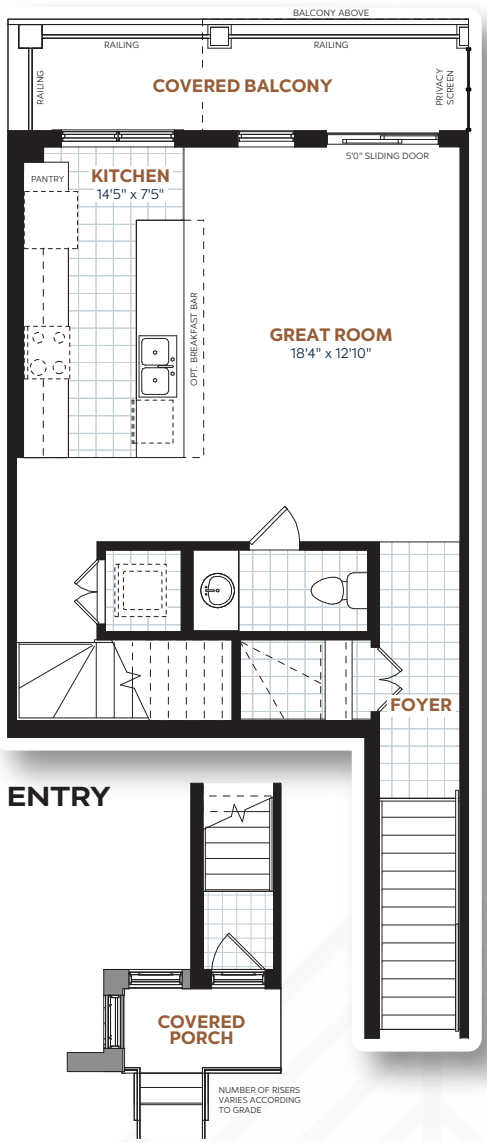 BALCONY ABOVE
RAILING
RAILING
RAILING
COVERED BALCONY
PRIVACY
SCREEN
5'0" SLIDING DOOR
PANTRY
KITCHEN
14'5" x 7'5"
OPT. BREAKFAST BAR
GREAT ROOM
18'4" x 12'10"
FOYER
ENTRY
COVERED
PORCH
NUMBER OF RISERS
VARIES ACCORDING
TO GRADE